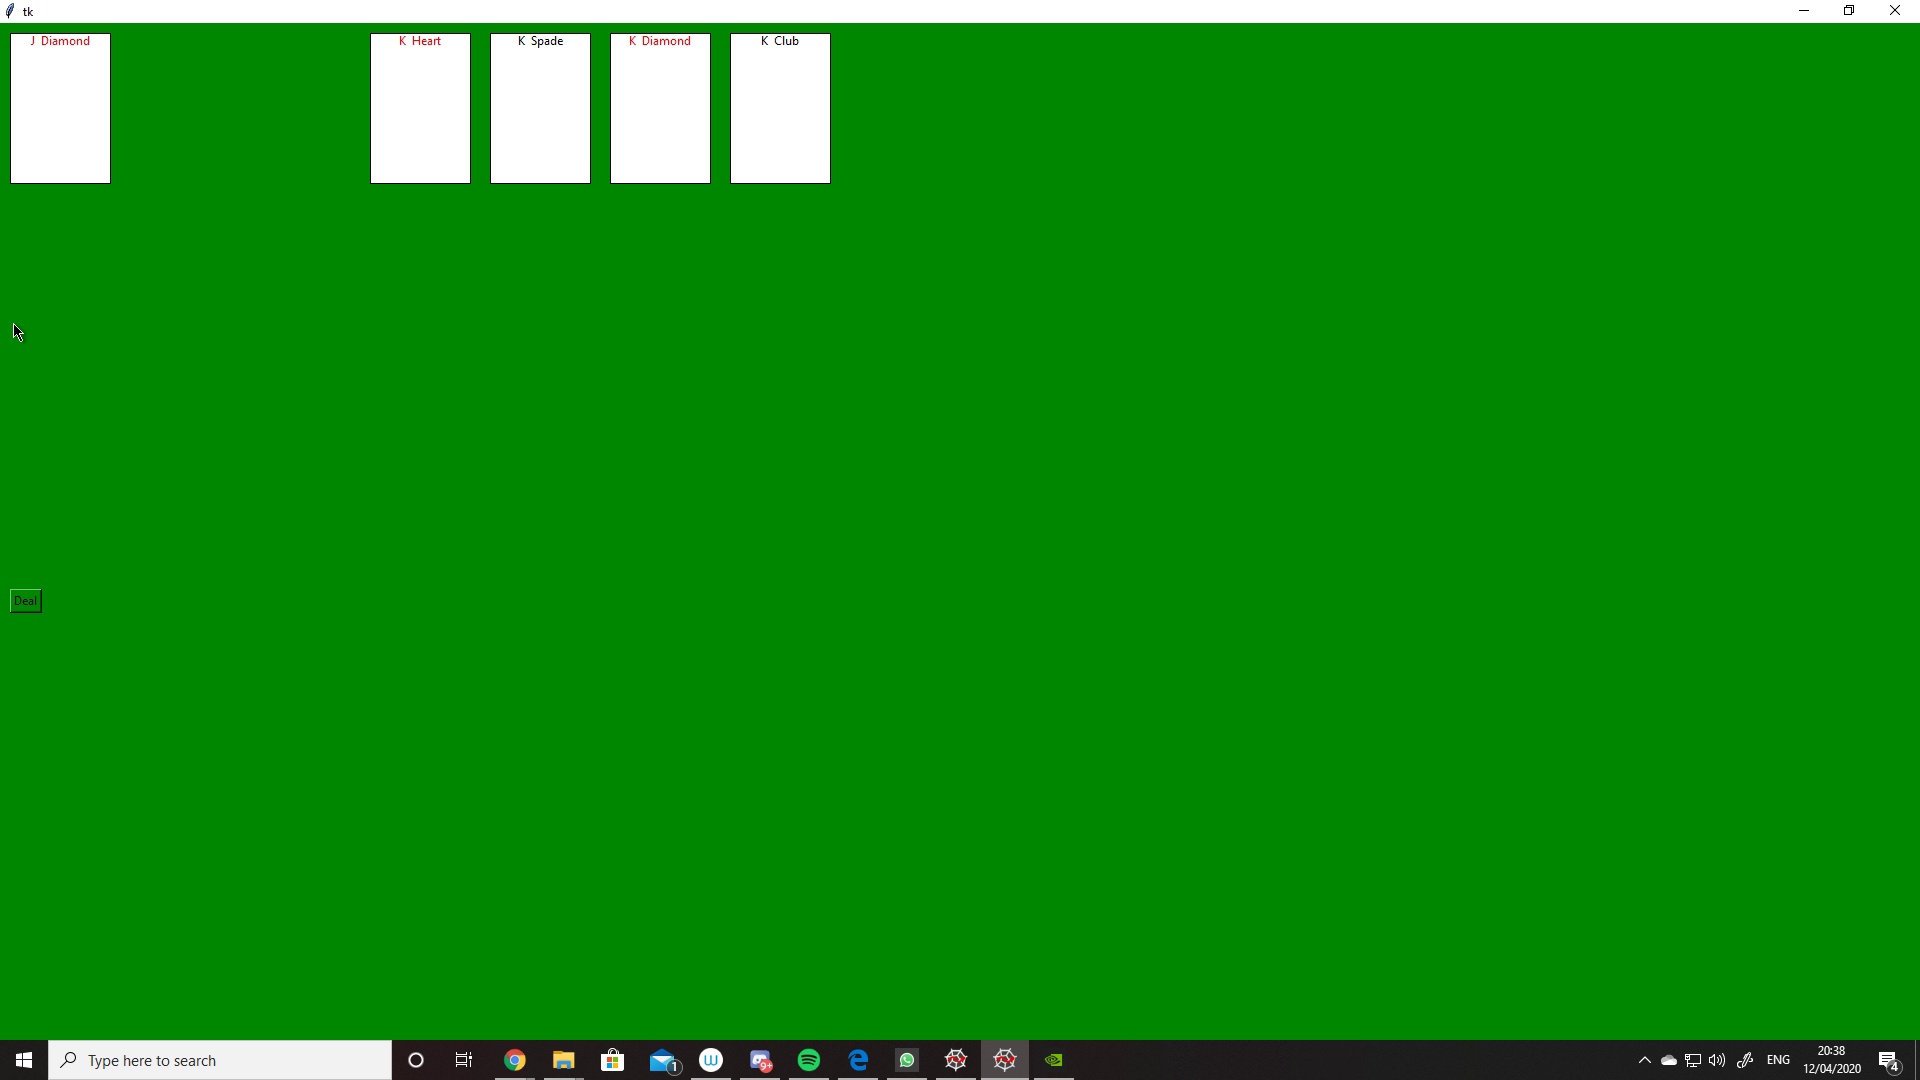 tk
J Diamond
K Heart
K Spade
K Diamond
K Club
Deal
Type here to search
1
W
9+
ENG
20:38
12/04/2020
4